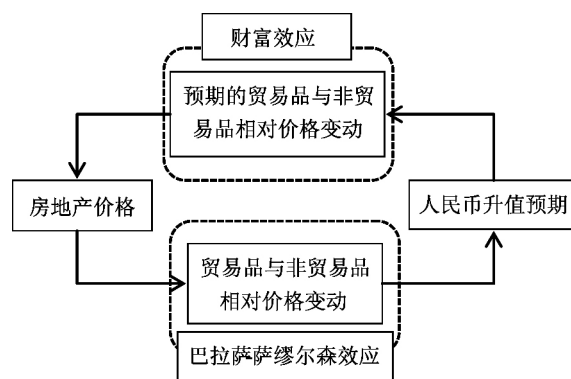 财富效应
预期的贸易品与非贸
易品相对价格变动
房地产价格
人民币升值预期
贸易品与非贸易品
相对价格变动
巴拉萨萨缪尔森效应